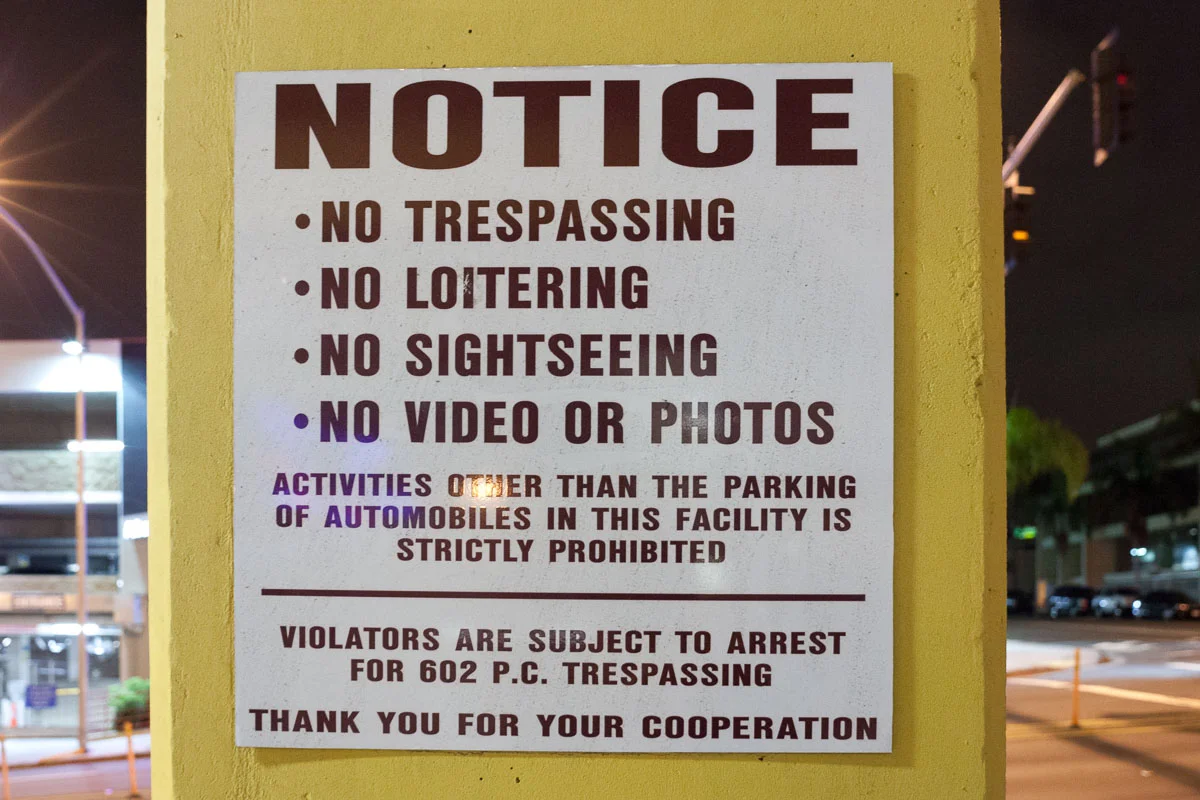 NOTICE
•NO TRESPASSING
•NO LOITERING
•NO SIGHTSEEING
•NO VIDEO OR PHOTOS
ACTIVITIES OTHER THAN THE PARKING
OF AUTOMOBILES IN THIS FACILITY IS
STRICTLY PROHIBITED
VIOLATORS ARE SUBJECT TO ARREST
FOR 602 P.C. TRESPASSING
THANK YOU FOR YOUR COOPERATION